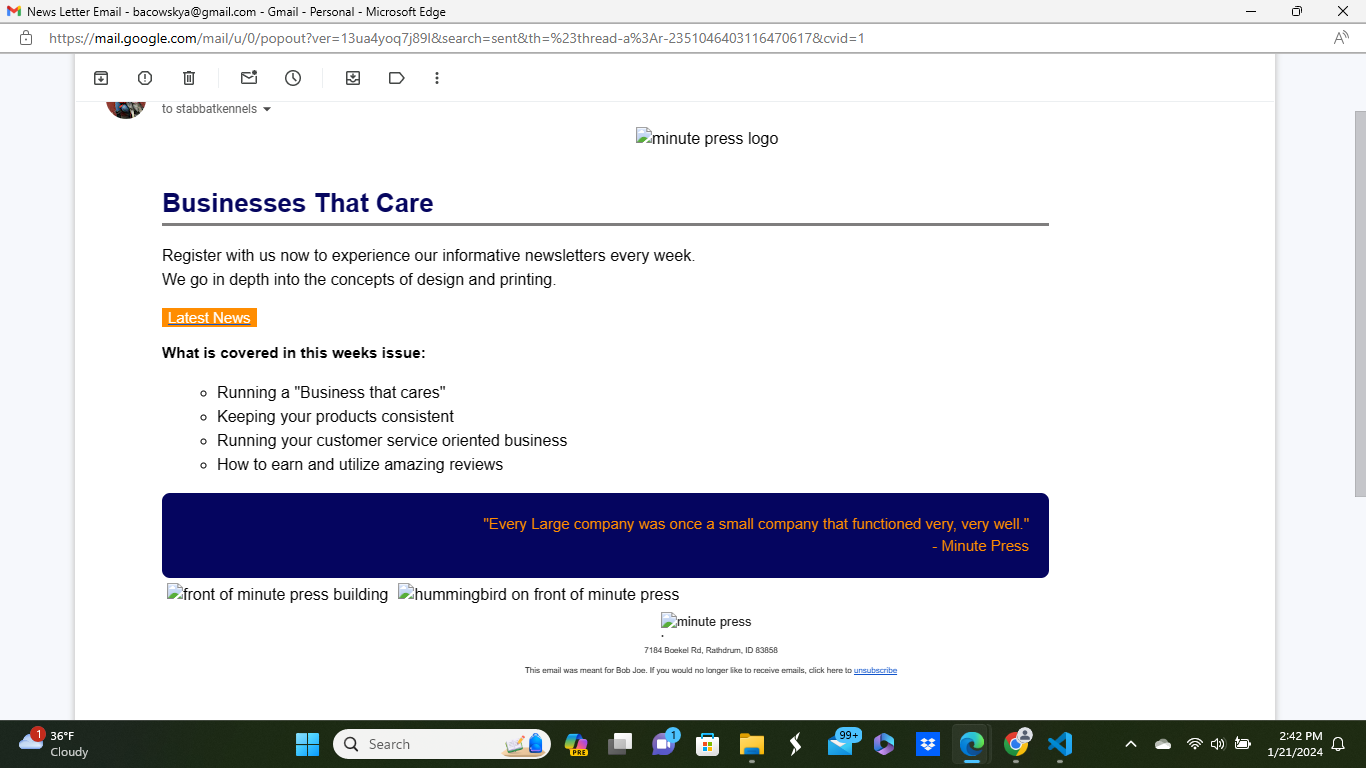 News Letter Email - bacowskya@gmail.com - Gmail - Personal - Microsoft Edge
https://mail.google.com/mail/u/0/popout?ver=13ua4yoq7j89l&search=sent&th=%23thread-a%3Ar-2351046403116470617&cvid=1
to stabbatkennels
minute press logo
Businesses That Care
Register with us now to experience our informative newsletters every week.
We go in depth into the concepts of design and printing.
Latest News
What is covered in this weeks issue:
Running a "Business that cares"
Keeping your products consistent
Running your customer service oriented business
How to earn and utilize amazing reviews
"Every Large company was once a small company that functioned very, very well."
- Minute Press
front of minute press building hummingbird on front of minute press
minute press
.
7184 Boekel Rd, Rathdrum, ID 83858
This email was meant for Bob Joe. If you would no longer like to receive emails, click here to unsubscribe
1
36°F
Cloudy
Search
PRE
1
99+
2:42 PM
1/21/2024